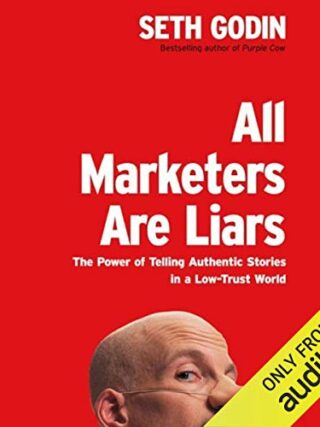 SETH GODIN
Bestselling author of Purple Cow
All
Marketers
Are Liars
The Power of Telling Authentic Stories
in a Low-Trust World
ONLY FROM